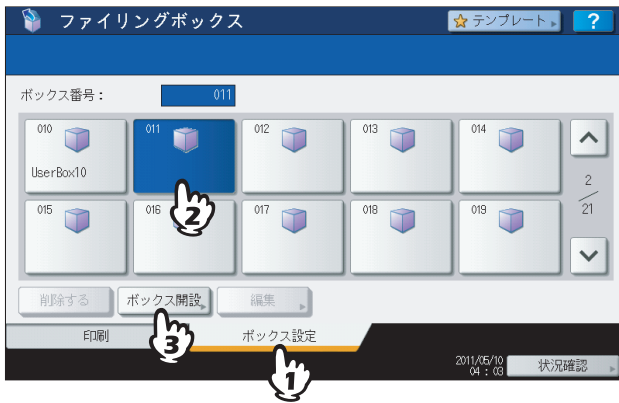 ファイリングボックス
テンプレート
?
ボックス番号： 011
010 011 012 013 014
UserBox10
2
21
015 016 017 018 019
2
削除する ボックス開設 編集
印刷 ボックス設定
3
1
2011/05/10
04 : 03
状況確認